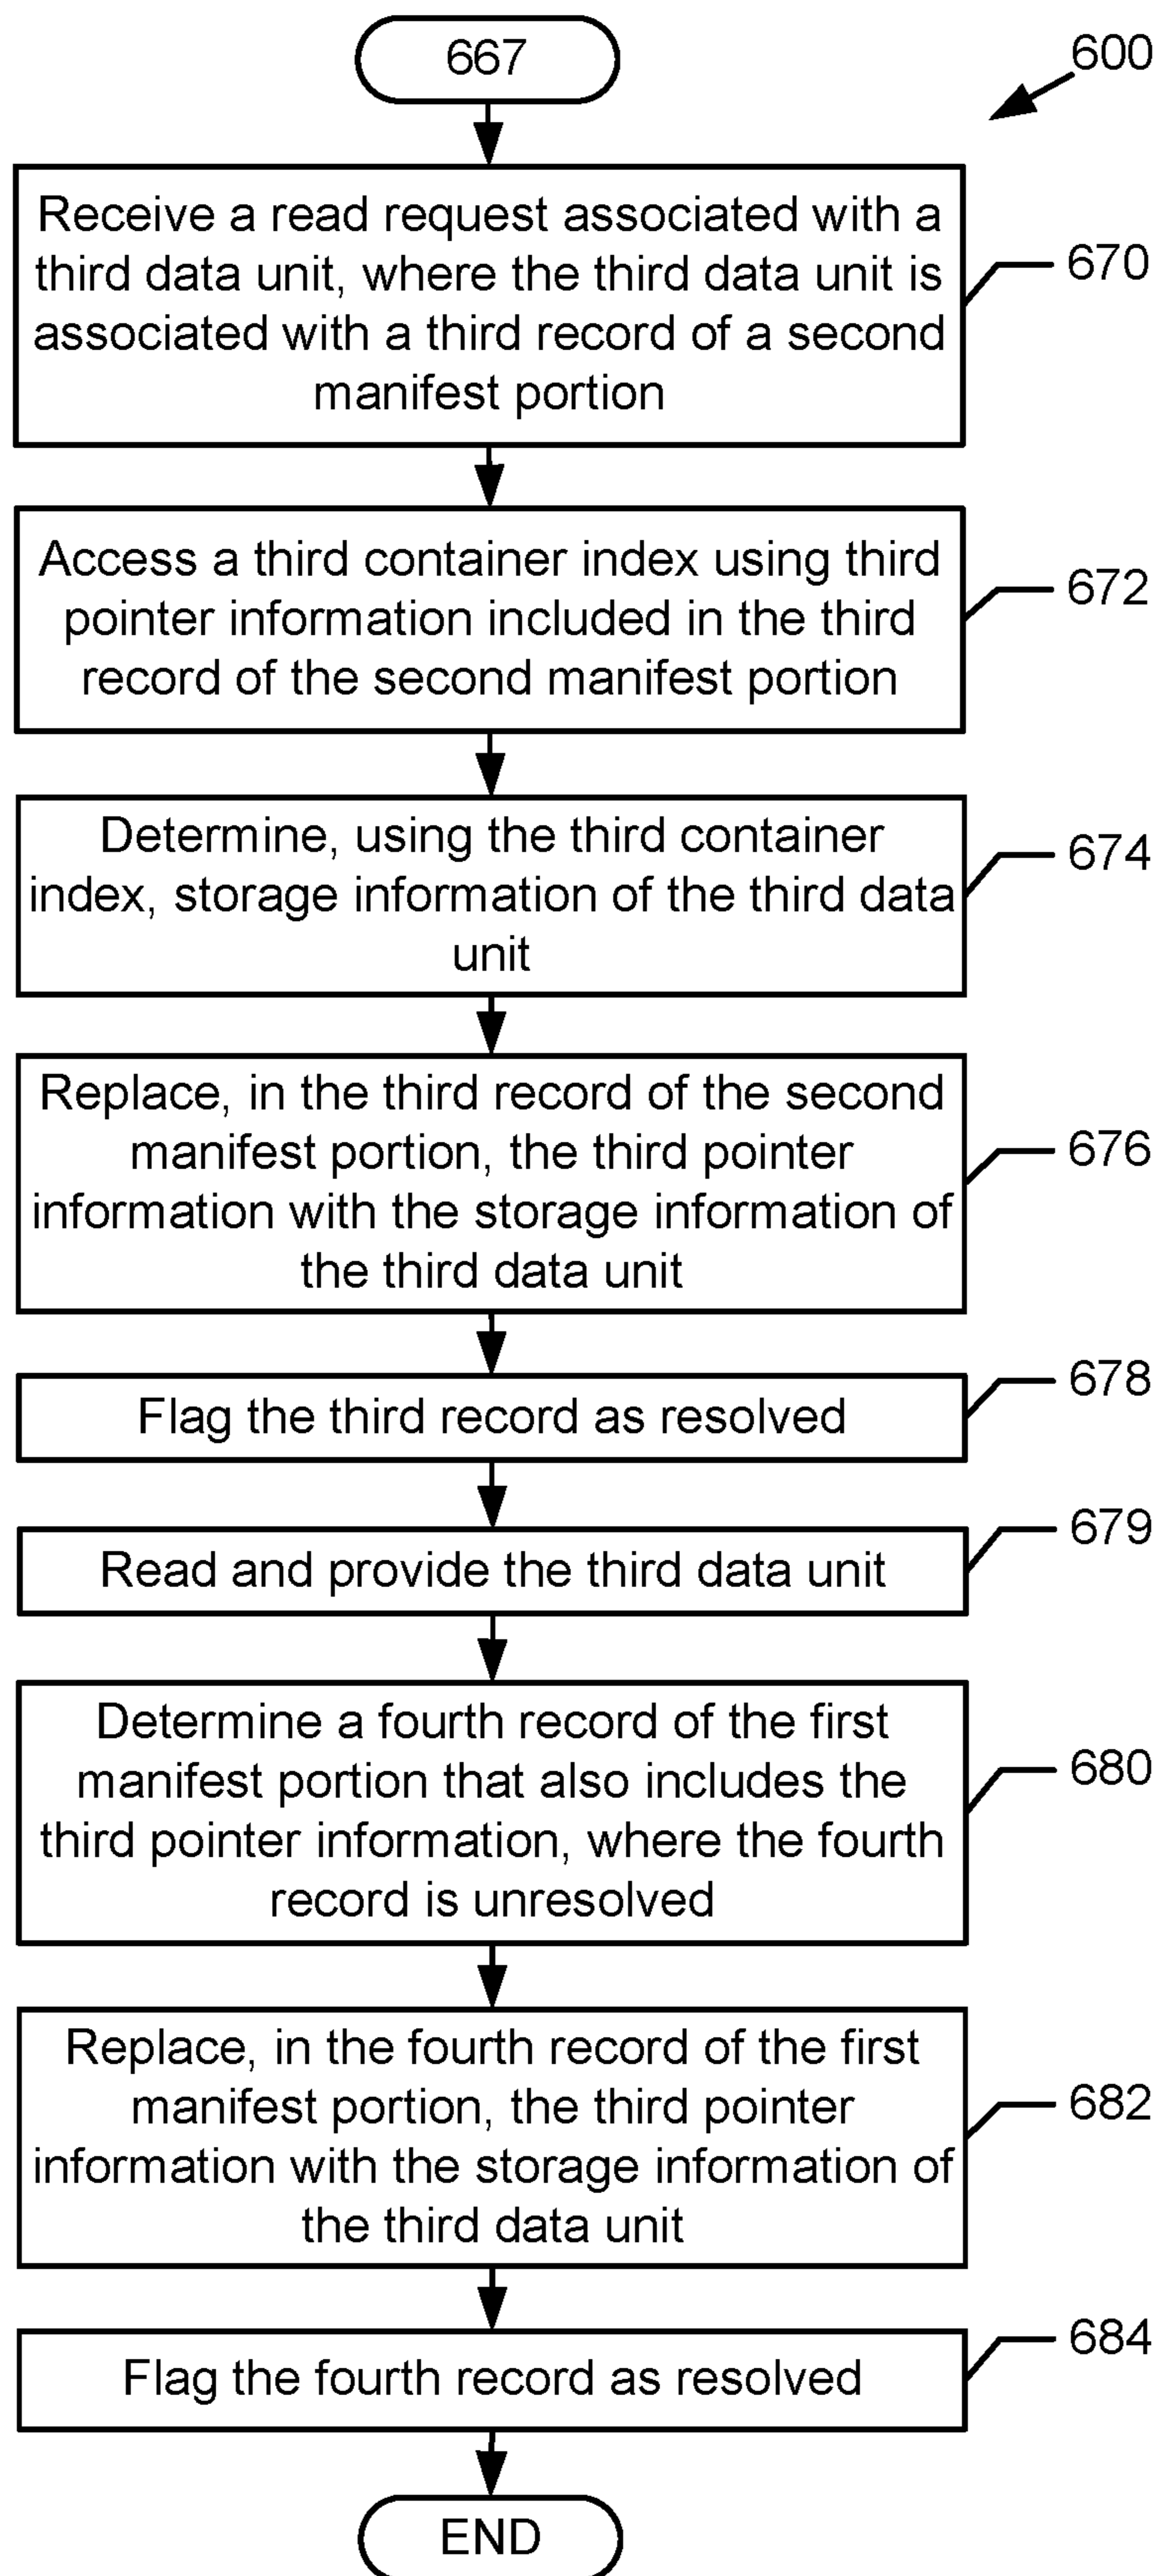 667
600
Receive a read request associated with a
third data unit, where the third data unit is
associated with a third record of a second
manifest portion
670
Access a third container index using third
pointer information included in the third
record of the second manifest portion
672
Determine, using the third container
index, storage information of the third data
unit
674
Replace, in the third record of the second
manifest portion, the third pointer
information with the storage information of
the third data unit
676
Flag the third record as resolved
678
Read and provide the third data unit
679
Determine a fourth record of the first
manifest portion that also includes the
third pointer information, where the fourth
record is unresolved
680
Replace, in the fourth record of the first
manifest portion, the third pointer
information with the storage information of
the third data unit
682
Flag the fourth record as resolved
684
END